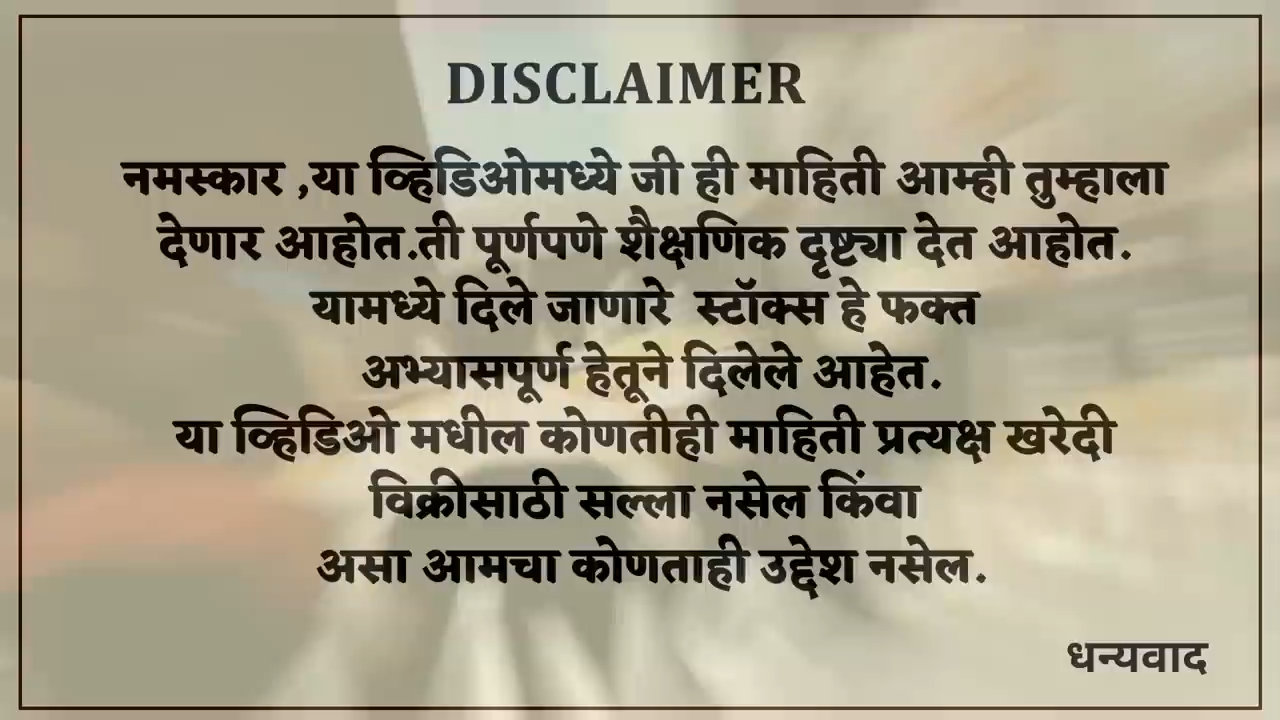 DISCLAIMER
नमस्कार ,या व्हिडिओमध्ये जी ही माहिती आम्ही तुम्हाला
देणार आहोत.ती पूर्णपणे शैक्षणिक दृष्ट्या देत आहोत.
यामध्ये दिले जाणारे  स्टॉक्स हे फक्त
अभ्यासपूर्ण हेतूने दिलेले आहेत.
या व्हिडिओ मधील कोणतीही माहिती प्रत्यक्ष खरेदी
विक्रीसाठी सल्ला नसेल किंवा
असा आमचा कोणताही उद्देश नसेल.
धन्यवाद